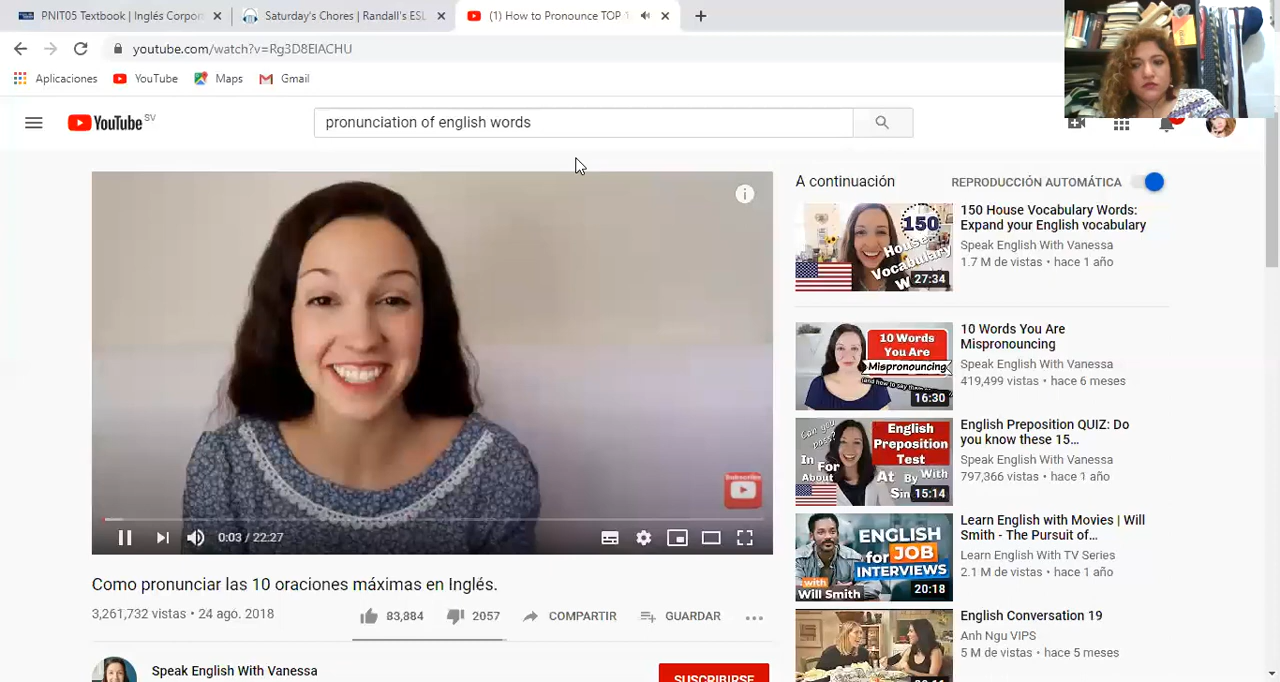 PNIT05 Textbook | Inglés Corpor
Saturday's Chores | Randall's ESL
(1) How to Pronounce TOP 1
youtube.com/watch?v=Rg3D8EIACHU
Aplicaciones
YouTube
Maps
Gmail
YouTube SV
pronunciation of english words
A continuación
REPRODUCCIÓN AUTOMÁTICA
150
House
Vocabulary
27:34
150 House Vocabulary Words:
Expand your English vocabulary
Speak English With Vanessa
1.7 M de vistas • hace 1 año
10 Words
You Are
Mispronouncing
16:30
10 Words You Are
Mispronouncing
Speak English With Vanessa
419,499 vistas • hace 6 meses
Can you
pass?
English
Preposition
Test
In For
About
At With
By
15:14
English Preposition QUIZ: Do
you know these 15...
Speak English With Vanessa
797,366 vistas • hace 1 año
ENGLISH
for JOB
INTERVIEWS
with
Will Smith
20:18
Learn English with Movies | Will
Smith - The Pursuit of...
Learn English With TV Series
2.1 M de vistas • hace 1 año
English Conversation 19
Anh Ngu VIPS
5 M de vistas • hace 5 meses
Subscribe
0:03 / 22:27
Como pronunciar las 10 oraciones máximas en Inglés.
3,261,732 vistas • 24 ago. 2018
83,884
2057
COMPARTIR
GUARDAR
Speak English With Vanessa
SUSCRIBIRSE